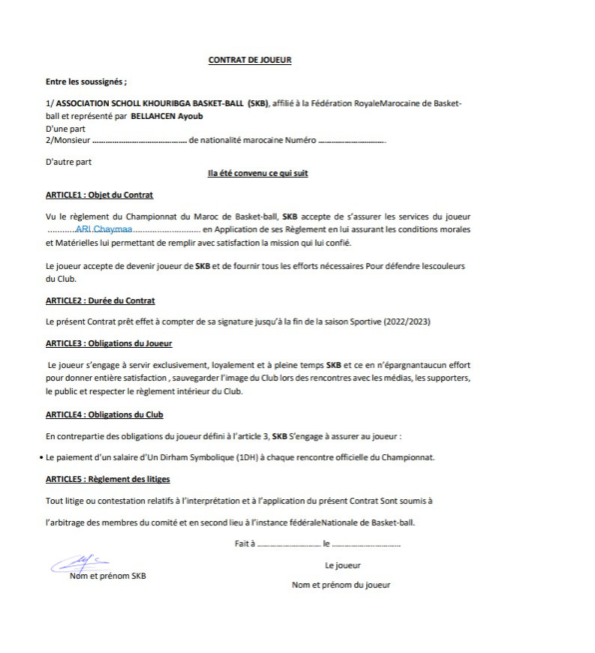 CONTRAT DE JOUEUR
Entre les soussignés ;
1/ ASSOCIATION SCHOLL KHOURIBGA BASKET-BALL (SKB), affilié à la Fédération RoyaleMarocaine de Basket-
ball et représenté par BELLAHCEN Ayoub
D'une part
2/Monsieur ........................................ de nationalité marocaine Numéro ............................
D'autre part
Ila été convenu ce qui suit
ARTICLE1 : Objet du Contrat
Vu le règlement du Championnat du Maroc de Basket-ball, SKB accepte de s'assurer les services du joueur
............ARI Chaymaa............................. en Application de ses Règlement en lui assurant les conditions morales
et Matérielles lui permettant de remplir avec satisfaction la mission qui lui confié.
Le joueur accepte de devenir joueur de SKB et de fournir tous les efforts nécessaires Pour défendre lescouleurs
du Club.
ARTICLE2 : Durée du Contrat
Le présent Contrat prêt effet à compter de sa signature jusqu'à la fin de la saison Sportive (2022/2023)
ARTICLE3 : Obligations du Joueur
Le joueur s'engage à servir exclusivement, loyalement et à pleine temps SKB et ce en n'épargnantaucun effort
pour donner entière satisfaction , sauvegarder l'image du Club lors des rencontres avec les médias, les supporters,
le public et respecter le règlement intérieur du Club.
ARTICLE4 : Obligations du Club
En contrepartie des obligations du joueur défini à l'article 3, SKB S'engage à assurer au joueur :
• Le paiement d'un salaire d'Un Dirham Symbolique (1DH) à chaque rencontre officielle du Championnat.
ARTICLE5 : Règlement des litiges
Tout litige ou contestation relatifs à l'interprétation et à l'application du présent Contrat Sont soumis à
l'arbitrage des membres du comité et en second lieu à l'instance fédéraleNationale de Basket-ball.
Fait à ........................... le .............................
Le joueur
Nom et prénom SKB
Nom et prénom du joueur